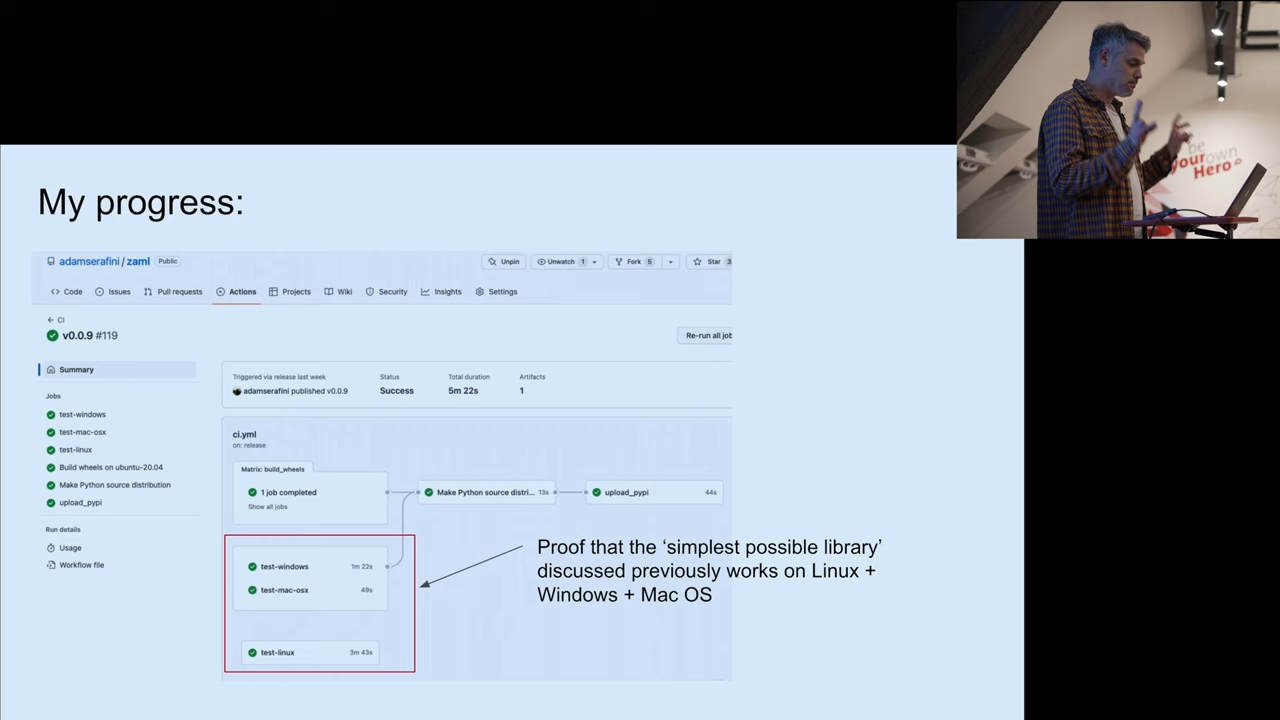 be
your own
Hero
My progress:
adamserafini / zaml Public
Unpin
Unwatch 1
Fork 5
Star 3
Code
Issues
Pull requests
Actions
Projects
Wiki
Security
Insights
Settings
← CI
v0.0.9 #119
Re-run all job
Summary
Jobs
test-windows
test-mac-osx
test-linux
Build wheels on ubuntu-20.04
Make Python source distribution
upload_pypi
Run details
Usage
Workflow file
Triggered via release last week
adamserafini published v0.0.9
Status
Success
Total duration
5m 22s
Artifacts
1
ci.yml
on: release
Matrix: build_wheels
1 job completed
Show all jobs
Make Python source distri... 13s
upload_pypi 44s
test-windows 1m 22s
test-mac-osx 49s
test-linux 3m 43s
Proof that the ‘simplest possible library’
discussed previously works on Linux +
Windows + Mac OS